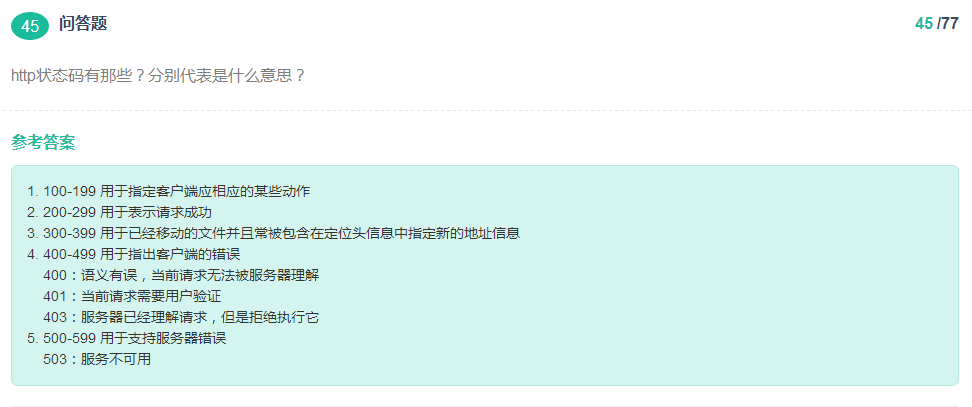 45 问答题 45 /77
http状态码有那些？分别代表是什么意思？
参考答案
1. 100-199 用于指定客户端应相应的某些动作
2. 200-299 用于表示请求成功
3. 300-399 用于已经移动的文件并且常被包含在定位头信息中指定新的地址信息
4. 400-499 用于指出客户端的错误
400：语义有误，当前请求无法被服务器理解
401：当前请求需要用户验证
403：服务器已经理解请求，但是拒绝执行它
5. 500-599 用于支持服务器错误
503：服务不可用